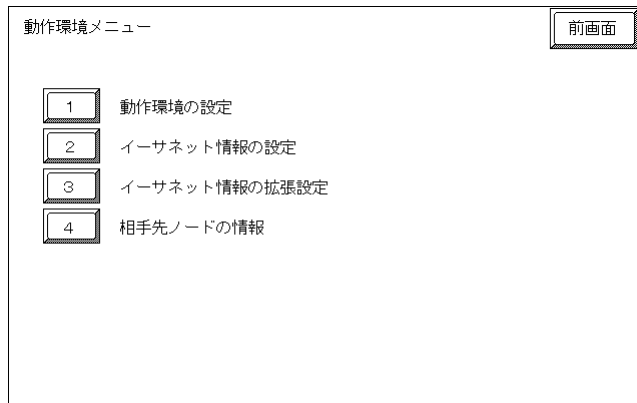 動作環境メニュー
前画面
1 動作環境の設定
2 イーサネット情報の設定
3 イーサネット情報の拡張設定
4 相手先ノードの情報